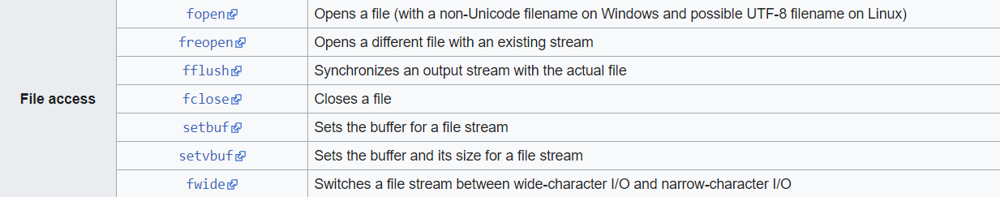 fopen Opens a file (with a non-Unicode filename on Windows and possible UTF-8 filename on Linux)
freopen Opens a different file with an existing stream
fflush Synchronizes an output stream with the actual file
File access fclose Closes a file
setbuf Sets the buffer for a file stream
setvbuf Sets the buffer and its size for a file stream
fwide Switches a file stream between wide-character I/O and narrow-character I/O